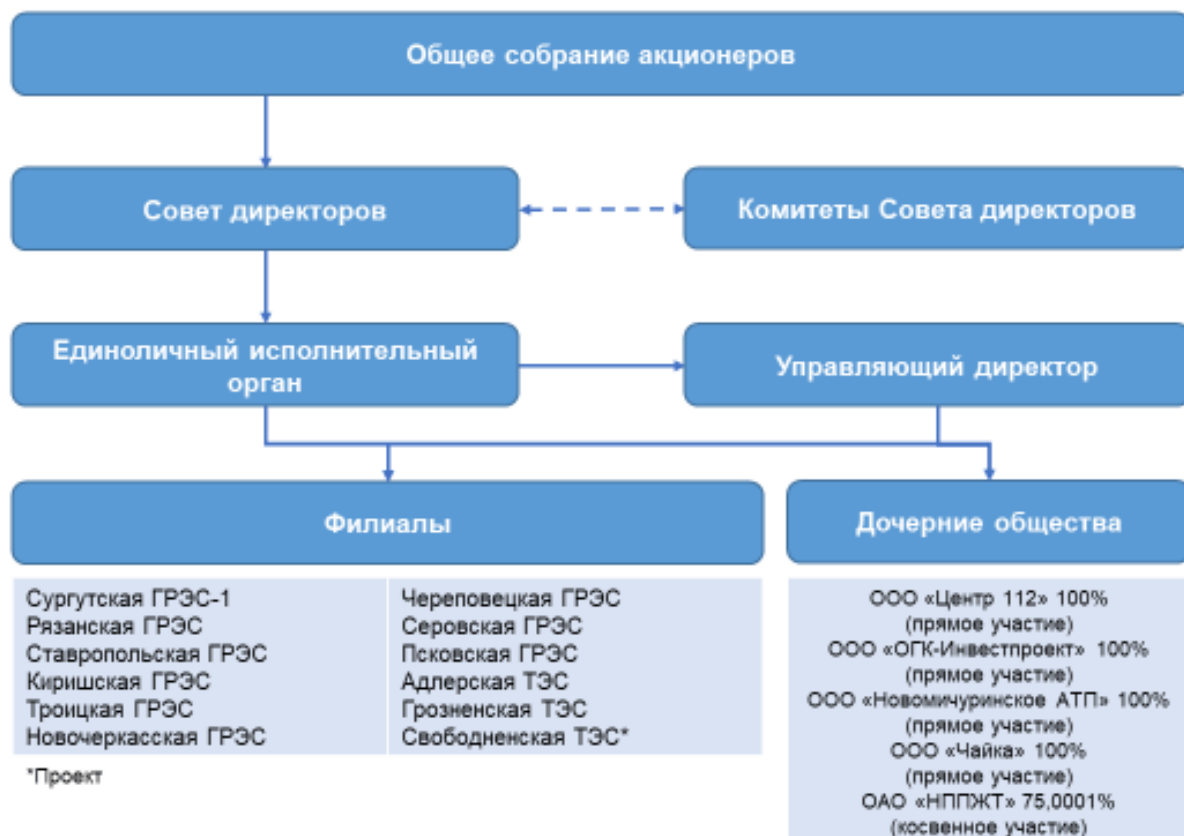 Общее собрание акционеров
Совет директоров
Комитеты Совета директоров
Единоличный исполнительный
орган
Управляющий директор
Филиалы
Дочерние общества
Сургутская ГРЭС-1
Рязанская ГРЭС
Ставропольская ГРЭС
Киришская ГРЭС
Троицкая ГРЭС
Новочеркасская ГРЭС
Череповецкая ГРЭС
Серовская ГРЭС
Псковская ГРЭС
Адлерская ТЭС
Грозненская ТЭС
Свободненская ТЭС*
*Проект
ООО «Центр 112» 100%
(прямое участие)
ООО «ОГК-Инвестпроект» 100%
(прямое участие)
ООО «Новомичуринское АТП» 100%
(прямое участие)
ООО «Чайка» 100%
(прямое участие)
ОАО «НППЖТ» 75,0001%
(косвенное участие)